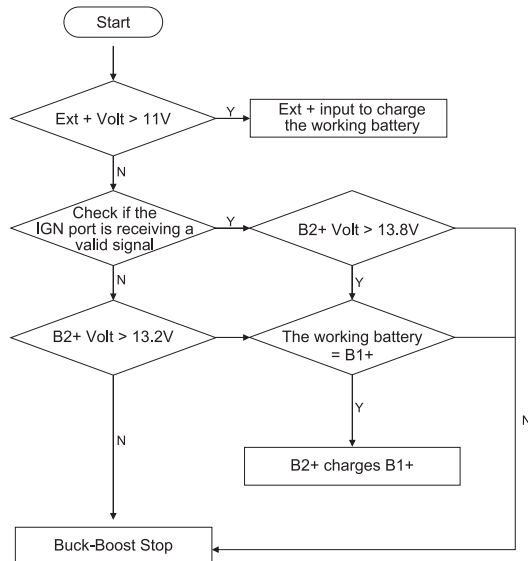 Start
Ext + Volt > 11V
Y
Ext + input to charge
the working battery
N
Check if the
IGN port is receiving a
valid signal
Y
B2+ Volt > 13.8V
N
Y
B2+ Volt > 13.2V
The working battery
= B1+
Y
N
N
B2+ charges B1+
Buck-Boost Stop